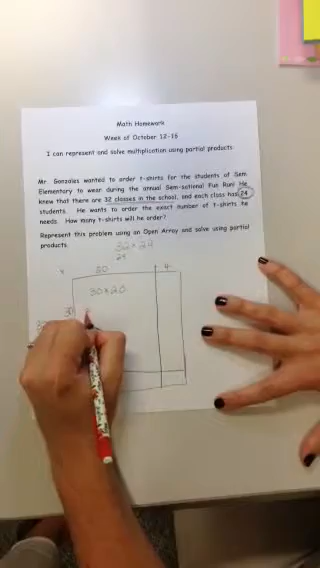 Math Homework
Week of October 12-16
I can represent and solve multiplication using partial products.
Mr. Gonzales wanted to order t-shirts for the students of Sem
Elementary to wear during the annual Sem-sational Fun Run! He
knew that there are 32 classes in the school, and each class has 24
students. He wants to order the exact number of t-shirts he
needs. How many t-shirts will he order?
Represent this problem using an Open Array and solve using partial
products.
32 × 24
24
x 20 4
30×20
30